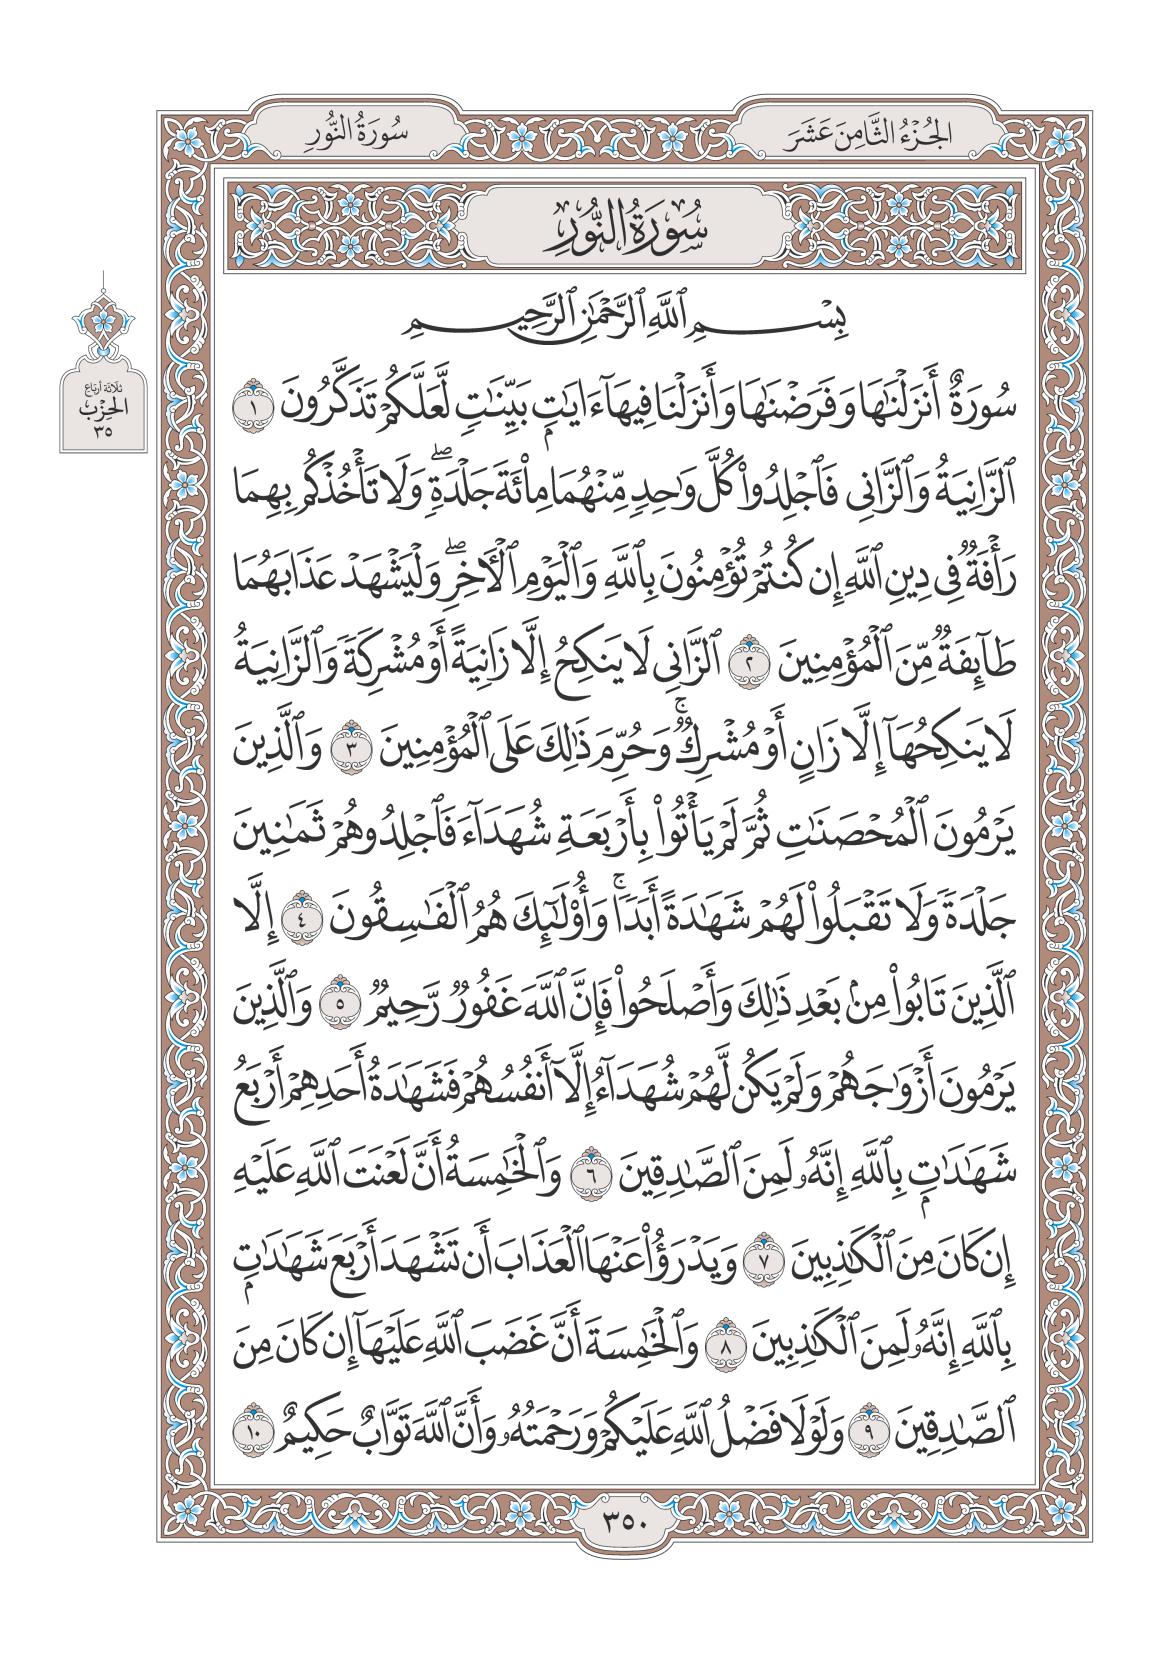 الجُزْءُ الثَّامِنَ عَشَرَ
سُورَةُ النُّورِ
سُورَةُ النُّورِ
بِسْمِ ٱللَّهِ ٱلرَّحْمَٰنِ ٱلرَّحِيمِ
ثلاثة أرباع
الحِزْب
٣٥
سُورَةٌ أَنزَلْنَٰهَا وَفَرَضْنَٰهَا وَأَنزَلْنَا فِيهَآ ءَايَٰتٍۭ بَيِّنَٰتٍ لَّعَلَّكُمْ تَذَكَّرُونَ ١
ٱلزَّانِيَةُ وَٱلزَّانِى فَٱجْلِدُوا۟ كُلَّ وَٰحِدٍ مِّنْهُمَا مِا۟ئَةَ جَلْدَةٍ ۖ وَلَا تَأْخُذْكُم بِهِمَا
رَأْفَةٌ فِى دِينِ ٱللَّهِ إِن كُنتُمْ تُؤْمِنُونَ بِٱللَّهِ وَٱلْيَوْمِ ٱلْءَاخِرِ ۖ وَلْيَشْهَدْ عَذَابَهُمَا
طَآئِفَةٌ مِّنَ ٱلْمُؤْمِنِينَ ٢ ٱلزَّانِى لَا يَنكِحُ إِلَّا زَانِيَةً أَوْ مُشْرِكَةً وَٱلزَّانِيَةُ
لَا يَنكِحُهَآ إِلَّا زَانٍ أَوْ مُشْرِكٌ ۚ وَحُرِّمَ ذَٰلِكَ عَلَى ٱلْمُؤْمِنِينَ ٣ وَٱلَّذِينَ
يَرْمُونَ ٱلْمُحْصَنَٰتِ ثُمَّ لَمْ يَأْتُوا۟ بِأَرْبَعَةِ شُهَدَآءَ فَٱجْلِدُوهُمْ ثَمَٰنِينَ
جَلْدَةً وَلَا تَقْبَلُوا۟ لَهُمْ شَهَٰدَةً أَبَدًا ۚ وَأُو۟لَٰٓئِكَ هُمُ ٱلْفَٰسِقُونَ ٤ إِلَّا
ٱلَّذِينَ تَابُوا۟ مِنۢ بَعْدِ ذَٰلِكَ وَأَصْلَحُوا۟ فَإِنَّ ٱللَّهَ غَفُورٌ رَّحِيمٌ ٥ وَٱلَّذِينَ
يَرْمُونَ أَزْوَٰجَهُمْ وَلَمْ يَكُن لَّهُمْ شُهَدَآءُ إِلَّآ أَنفُسُهُمْ فَشَهَٰدَةُ أَحَدِهِمْ أَرْبَعُ
شَهَٰدَٰتٍۭ بِٱللَّهِ إِنَّهُۥ لَمِنَ ٱلصَّٰدِقِينَ ٦ وَٱلْخَٰمِسَةُ أَنَّ لَعْنَتَ ٱللَّهِ عَلَيْهِ
إِن كَانَ مِنَ ٱلْكَٰذِبِينَ ٧ وَيَدْرَؤُا۟ عَنْهَا ٱلْعَذَابَ أَن تَشْهَدَ أَرْبَعَ شَهَٰدَٰتٍۭ
بِٱللَّهِ إِنَّهُۥ لَمِنَ ٱلْكَٰذِبِينَ ٨ وَٱلْخَٰمِسَةَ أَنَّ غَضَبَ ٱللَّهِ عَلَيْهَآ إِن كَانَ مِنَ
ٱلصَّٰدِقِينَ ٩ وَلَوْلَا فَضْلُ ٱللَّهِ عَلَيْكُمْ وَرَحْمَتُهُۥ وَأَنَّ ٱللَّهَ تَوَّابٌ حَكِيمٌ ١٠
٣٥٠